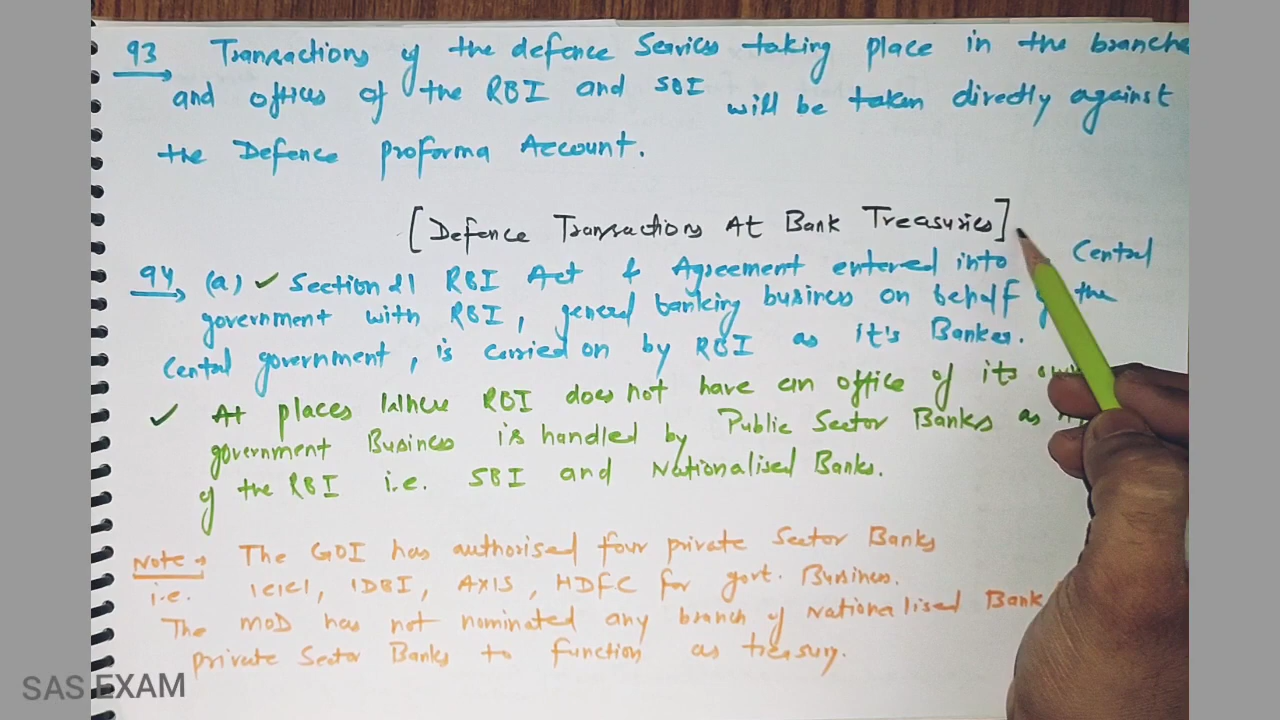 93 Transactions of the defence Services taking place in the branche
and offices of the RBI and SBI will be taken directly against
the Defence proforma Account.
[Defence Transactions At Bank Treasuries]
94 (a) ✓ Section 21 RBI Act & Agreement entered into Central
government with RBI, general banking business on behalf of the
Central government, is carried on by RBI as it's Banker.
✓ At places Where RBI does not have an office of its own
government Business is handled by Public Sector Banks as
of the RBI i.e. SBI and Nationalised Banks.
Note → The GOI has authorised four private Sector Banks
i.e. ICICI, IDBI, AXIS, HDFC for govt. Business.
The MOD has not nominated any branch of Nationalised Bank
private Sector Banks to function as treasury.
SAS EXAM